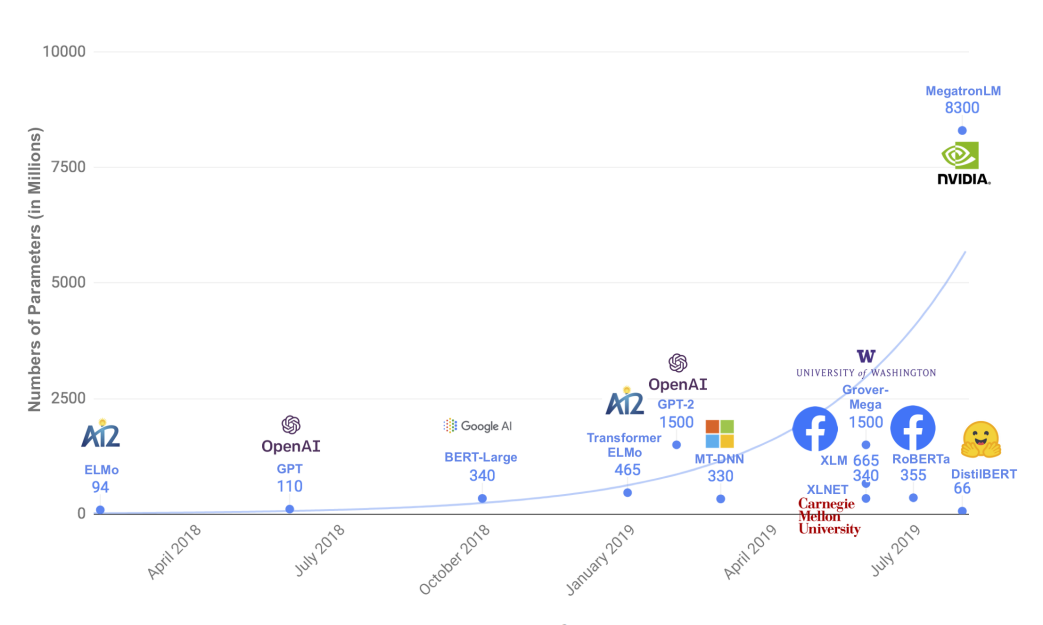 Numbers of Parameters (in Millions)
10000
7500
5000
2500
0
April 2018
July 2018
October 2018
January 2019
April 2019
July 2019
AI2
ELMo
94
OpenAI
GPT
110
Google AI
BERT-Large
340
AI2
Transformer
ELMo
465
OpenAI
GPT-2
1500
MT-DNN
330
f
XLM 665
XLNET 340
Carnegie
Mellon
University
W
UNIVERSITY of WASHINGTON
Grover-
Mega
1500
f
RoBERTa
355
DistilBERT
66
MegatronLM
8300
NVIDIA.